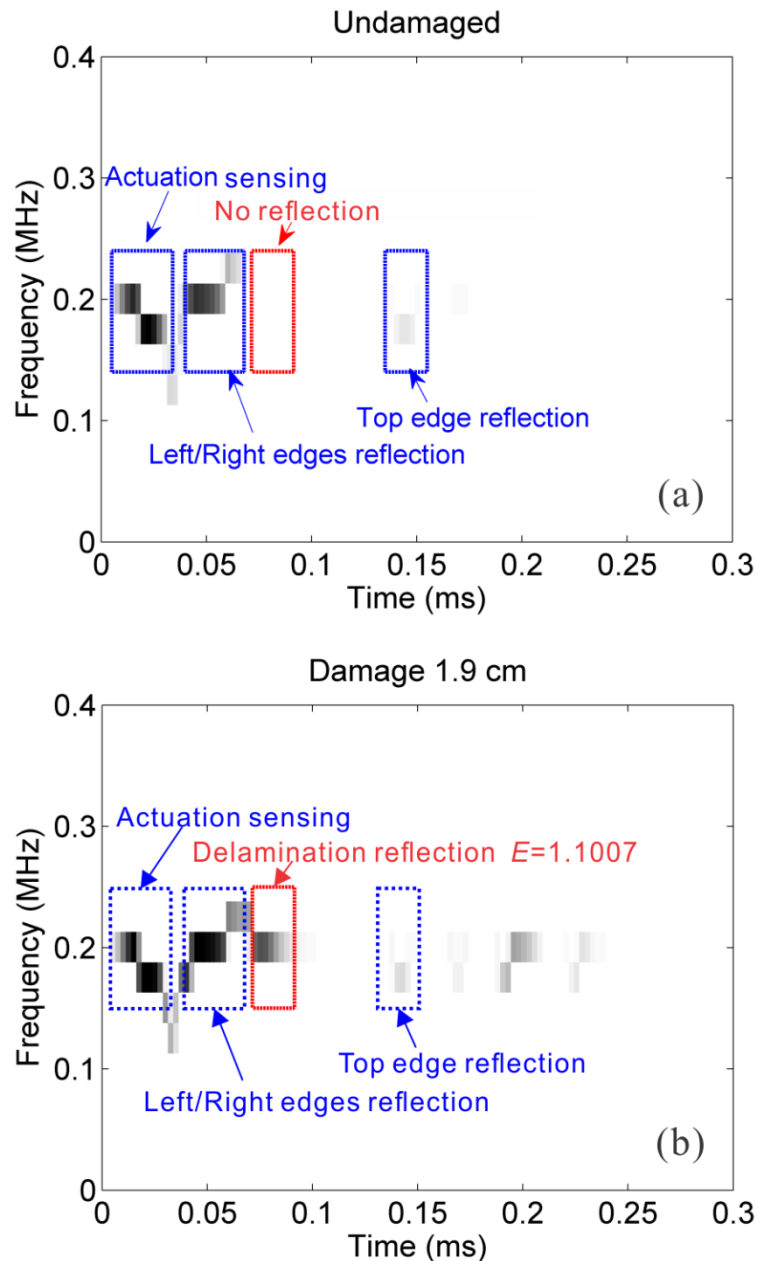 Undamaged
0.4
0.3
0.2
0.1
0
Frequency (MHz)
Actuation sensing
No reflection
Top edge reflection
Left/Right edges reflection
(a)
0
0.05
0.1
0.15
0.2
0.25
0.3
Time (ms)
Damage 1.9 cm
0.4
0.3
0.2
0.1
0
Frequency (MHz)
Actuation sensing
Delamination reflection E=1.1007
Top edge reflection
Left/Right edges reflection
(b)
0
0.05
0.1
0.15
0.2
0.25
0.3
Time (ms)